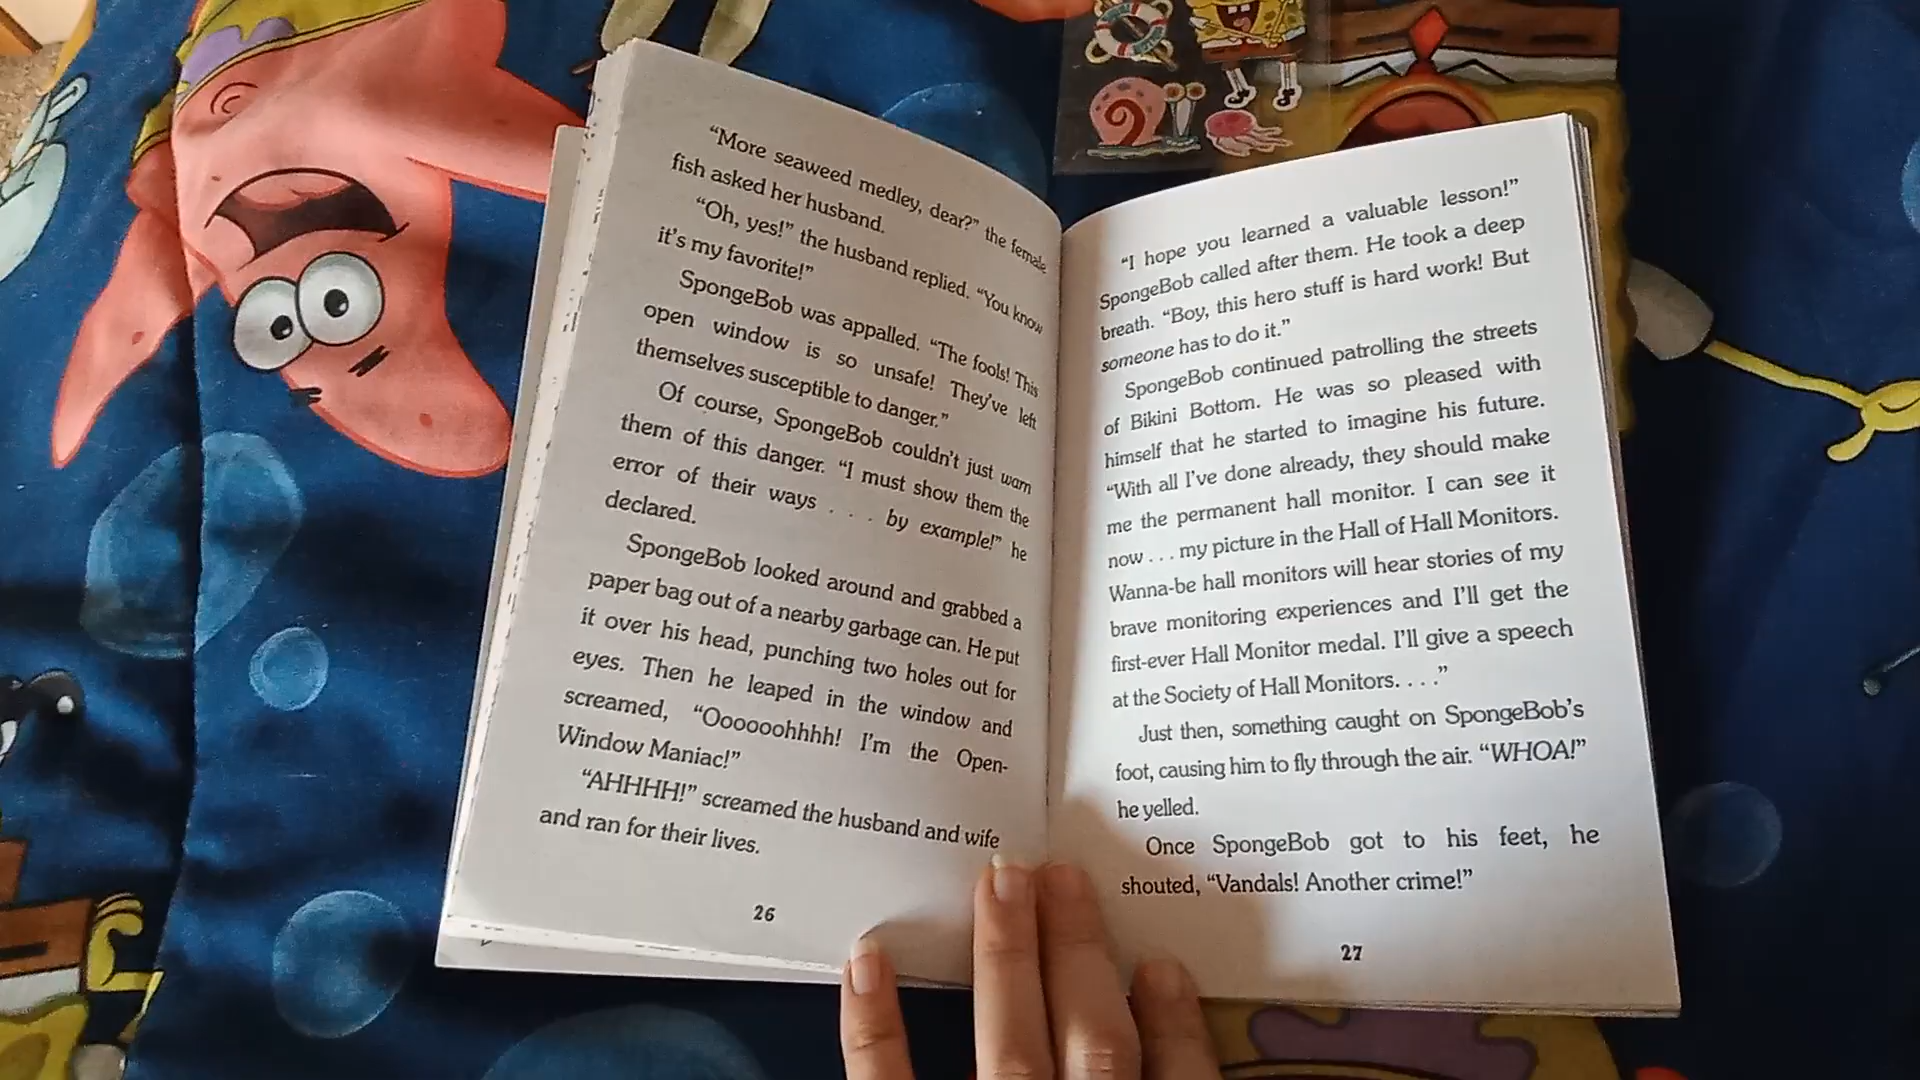 “More seaweed medley, dear?” the female
fish asked her husband.
“Oh, yes!” the husband replied. “You know
it’s my favorite!”
SpongeBob was appalled. “The fools! This
open window is so unsafe! They’ve left
themselves susceptible to danger.”
Of course, SpongeBob couldn’t just warn
them of this danger. “I must show them the
error of their ways . . . by example!” he
declared.
SpongeBob looked around and grabbed a
paper bag out of a nearby garbage can. He put
it over his head, punching two holes out for
eyes. Then he leaped in the window and
screamed, “Oooooohhhh! I’m the Open-
Window Maniac!”
“AHHHH!” screamed the husband and wife
and ran for their lives.
26
“I hope you learned a valuable lesson!”
SpongeBob called after them. He took a deep
breath. “Boy, this hero stuff is hard work! But
someone has to do it.”
SpongeBob continued patrolling the streets
of Bikini Bottom. He was so pleased with
himself that he started to imagine his future.
“With all I’ve done already, they should make
me the permanent hall monitor. I can see it
now . . . my picture in the Hall of Hall Monitors.
Wanna-be hall monitors will hear stories of my
brave monitoring experiences and I’ll get the
first-ever Hall Monitor medal. I’ll give a speech
at the Society of Hall Monitors. . . .”
Just then, something caught on SpongeBob’s
foot, causing him to fly through the air. “WHOA!”
he yelled.
Once SpongeBob got to his feet, he
shouted, “Vandals! Another crime!”
27